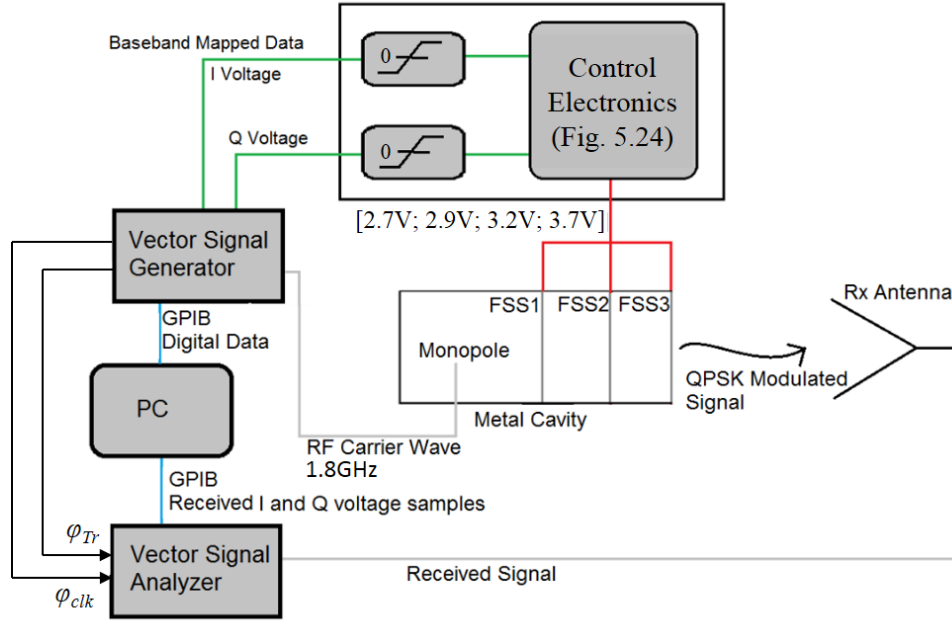 Baseband Mapped Data
I Voltage
0
Control
Electronics
(Fig. 5.24)
Q Voltage
0
[2.7V; 2.9V; 3.2V; 3.7V]
Vector Signal
Generator
FSS1
FSS2
FSS3
Rx Antenna
GPIB
Digital Data
Monopole
QPSK Modulated
Signal
PC
Metal Cavity
RF Carrier Wave
1.8GHz
GPIB
Received I and Q voltage samples
φTr
Vector Signal
Analyzer
Received Signal
φclk